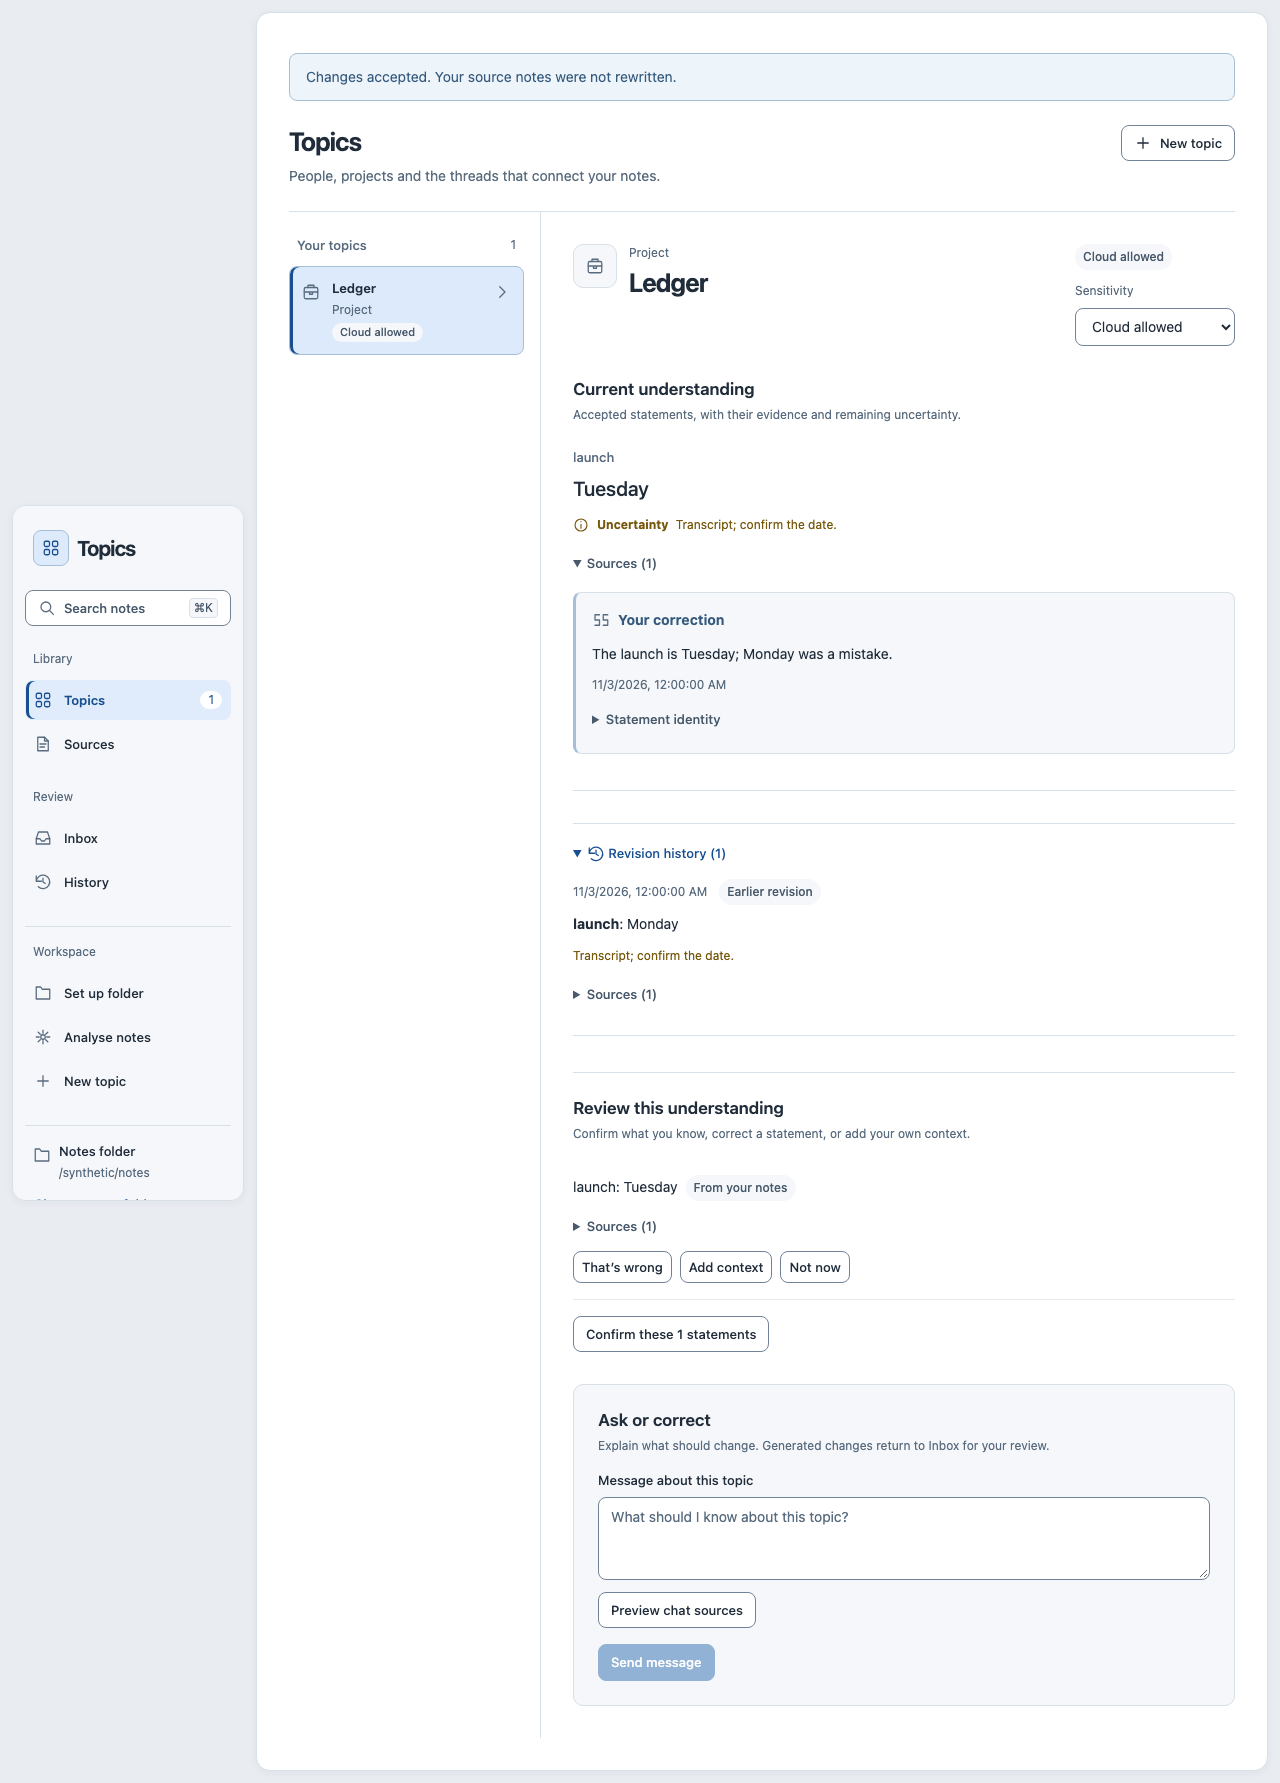 Changes accepted. Your source notes were not rewritten.
Topics
New topic
People, projects and the threads that connect your notes.
Your topics 1
Ledger
Project
Cloud allowed
Project
Ledger
Cloud allowed
Sensitivity
Cloud allowed
Current understanding
Accepted statements, with their evidence and remaining uncertainty.
launch
Tuesday
Uncertainty Transcript; confirm the date.
Sources (1)
Your correction
The launch is Tuesday; Monday was a mistake.
11/3/2026, 12:00:00 AM
Statement identity
Revision history (1)
11/3/2026, 12:00:00 AM Earlier revision
launch: Monday
Transcript; confirm the date.
Sources (1)
Review this understanding
Confirm what you know, correct a statement, or add your own context.
launch: Tuesday From your notes
Sources (1)
That’s wrong Add context Not now
Confirm these 1 statements
Ask or correct
Explain what should change. Generated changes return to Inbox for your review.
Message about this topic
What should I know about this topic?
Preview chat sources
Send message
Topics
Search notes ⌘K
Library
Topics 1
Sources
Review
Inbox
History
Workspace
Set up folder
Analyse notes
New topic
Notes folder
/synthetic/notes